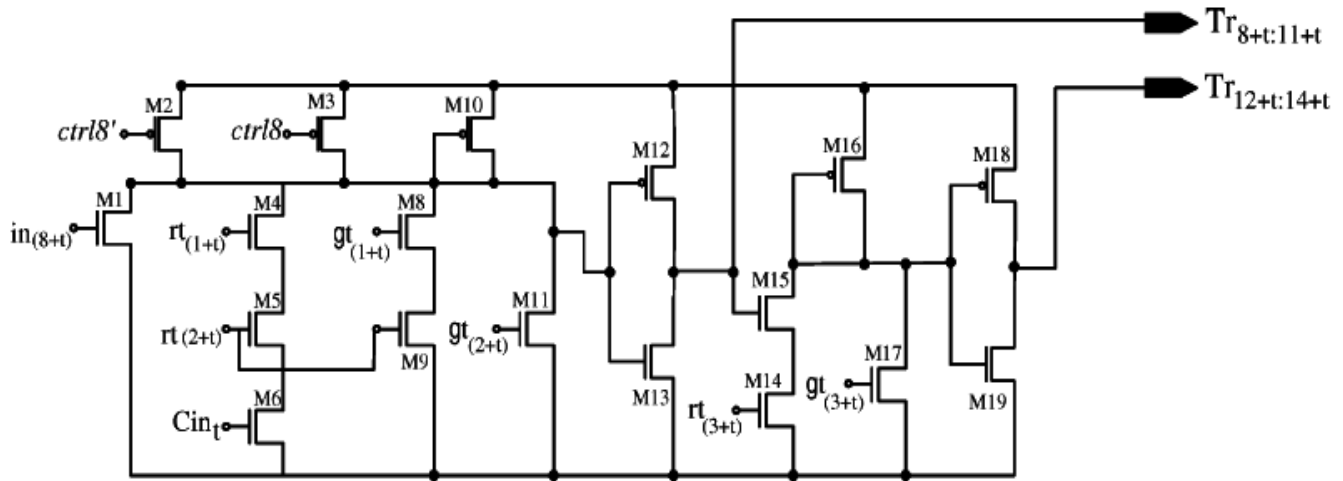 Tr8+t:11+t
Tr12+t:14+t
M2
M3
M10
ctrl8'
ctrl8
M12
M16
M18
M1
M4
M8
in(8+t)
rt(1+t)
gt(1+t)
M15
M5
M11
rt(2+t)
gt(2+t)
M9
M17
M6
M13
M14
gt(3+t)
M19
Cint
rt(3+t)